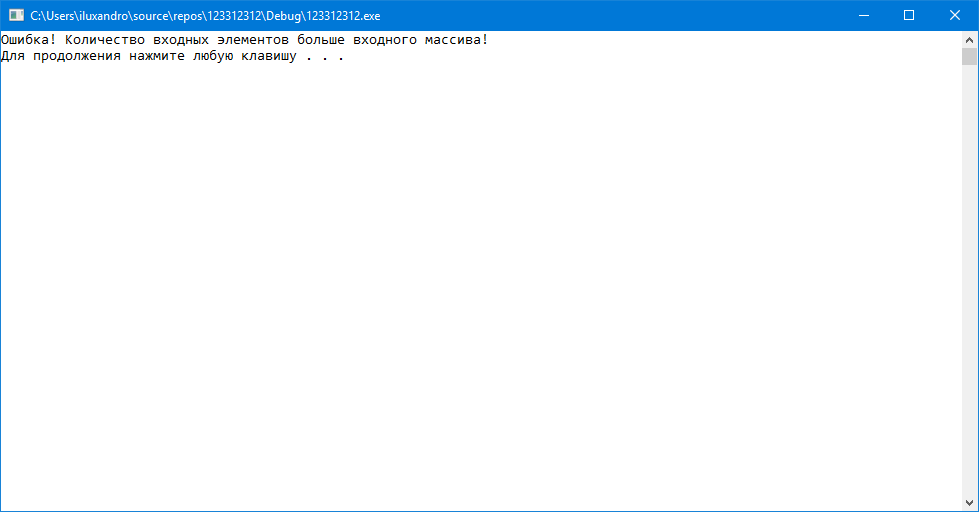 C:\Users\iluxandro\source\repos\123312312\Debug\123312312.exe
Ошибка! Количество входных элементов больше входного массива!
Для продолжения нажмите любую клавишу . . .